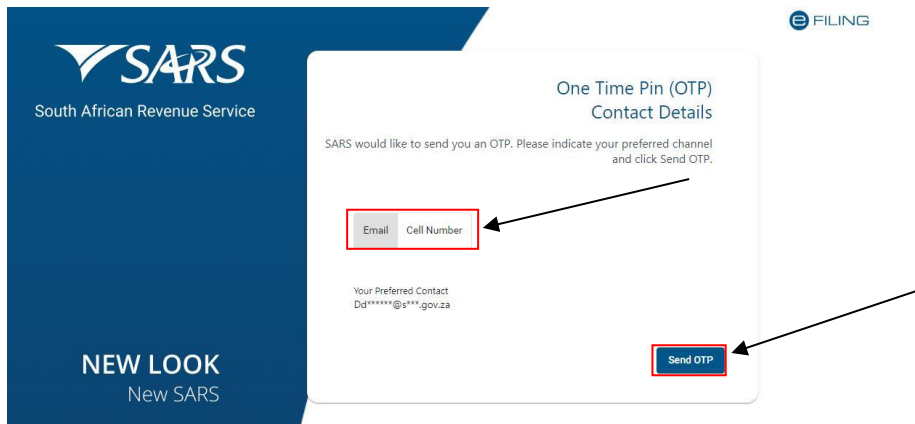 e FILING
SARS
South African Revenue Service
One Time Pin (OTP)
Contact Details
SARS would like to send you an OTP. Please indicate your preferred channel
and click Send OTP.
Email Cell Number
Your Preferred Contact
Dd******@s***.gov.za
Send OTP
NEW LOOK
New SARS